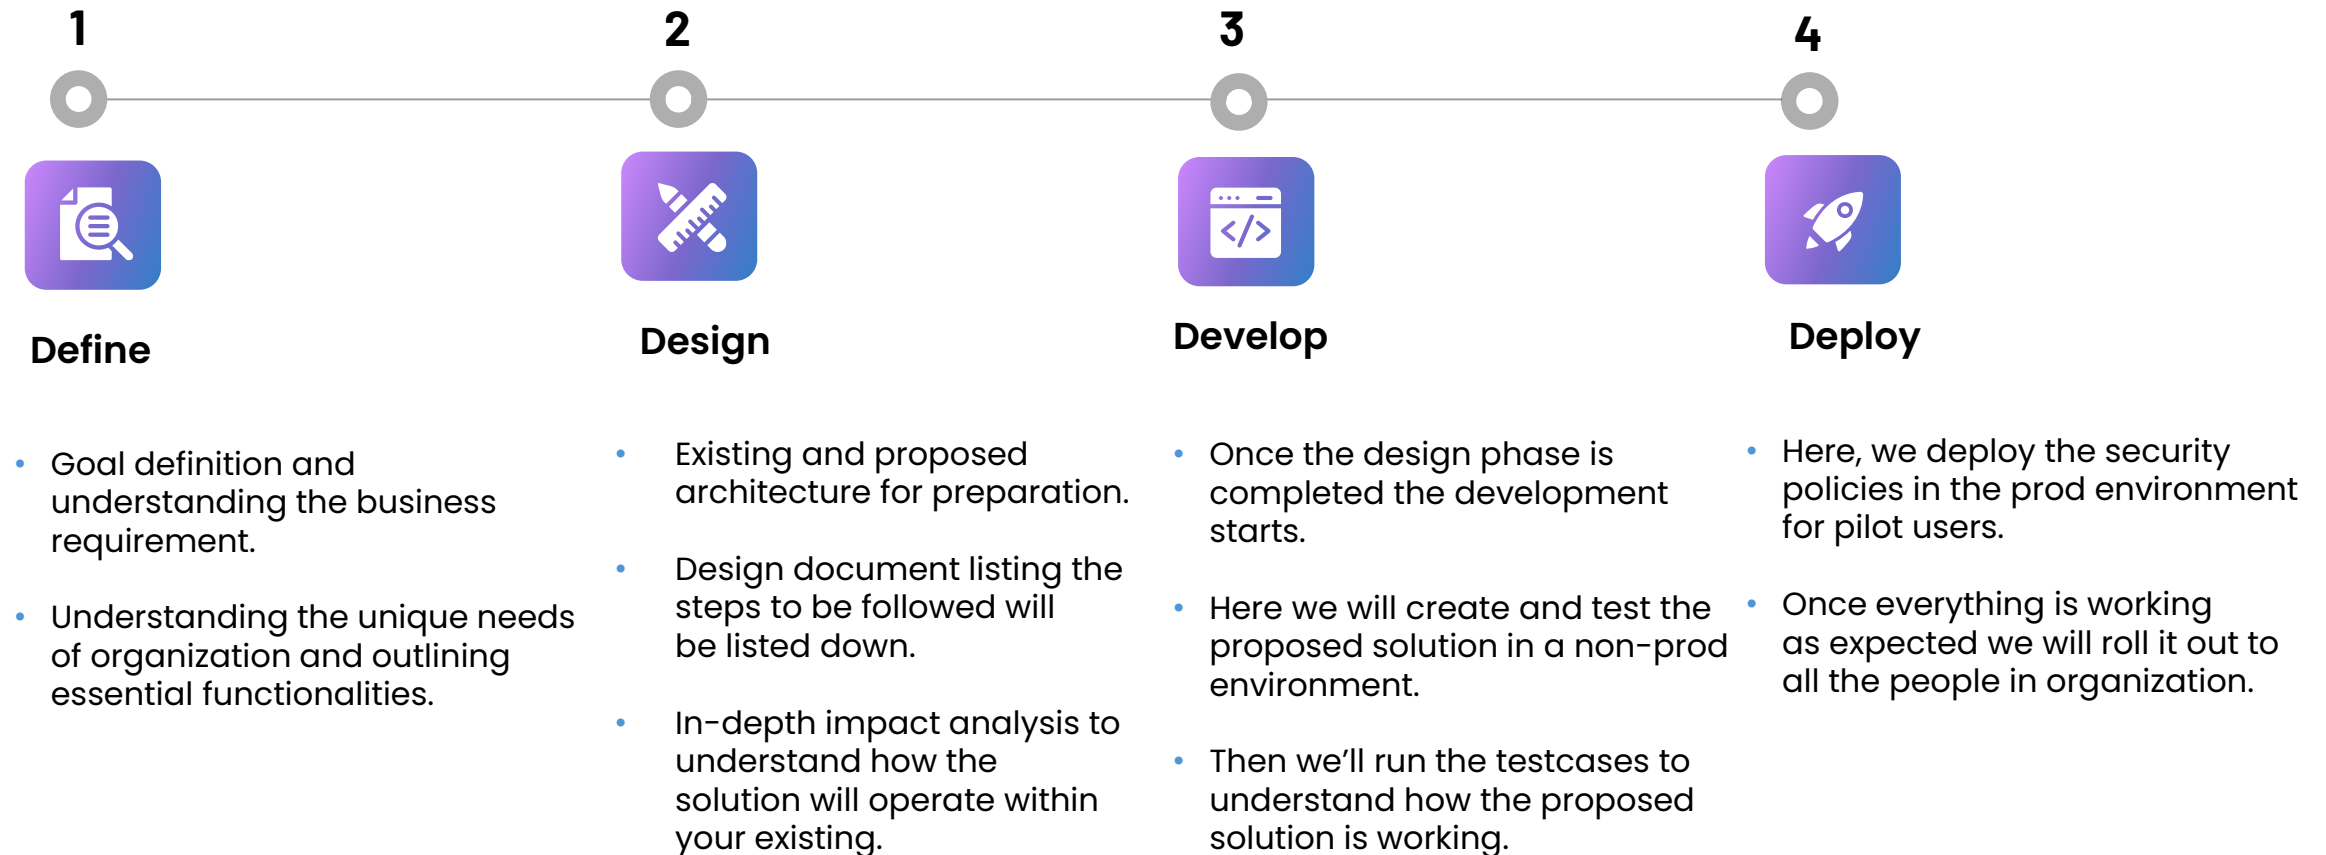 1
2
3
4
Define
Design
Develop
Deploy
• Goal definition and
understanding the business
requirement.
• Understanding the unique needs
of organization and outlining
essential functionalities.
• Existing and proposed
architecture for preparation.
• Design document listing the
steps to be followed will
be listed down.
• In-depth impact analysis to
understand how the
solution will operate within
your existing.
• Once the design phase is
completed the development
starts.
• Here we will create and test the
proposed solution in a non-prod
environment.
• Then we’ll run the testcases to
understand how the proposed
solution is working.
• Here, we deploy the security
policies in the prod environment
for pilot users.
• Once everything is working
as expected we will roll it out to
all the people in organization.